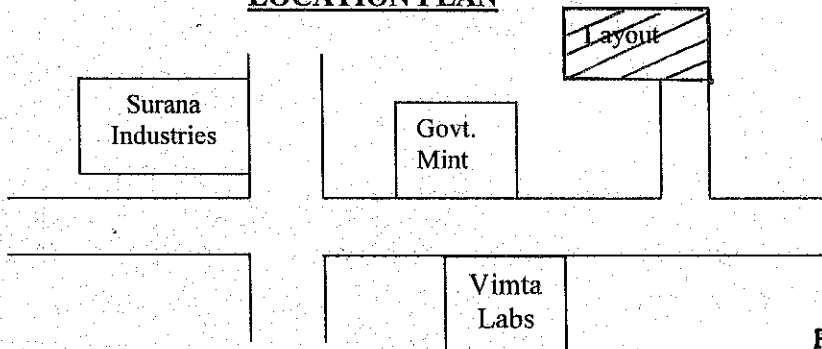 LOCATION PLAN
Layout
Surana
Industries
Govt.
Mint
Vimta
Labs